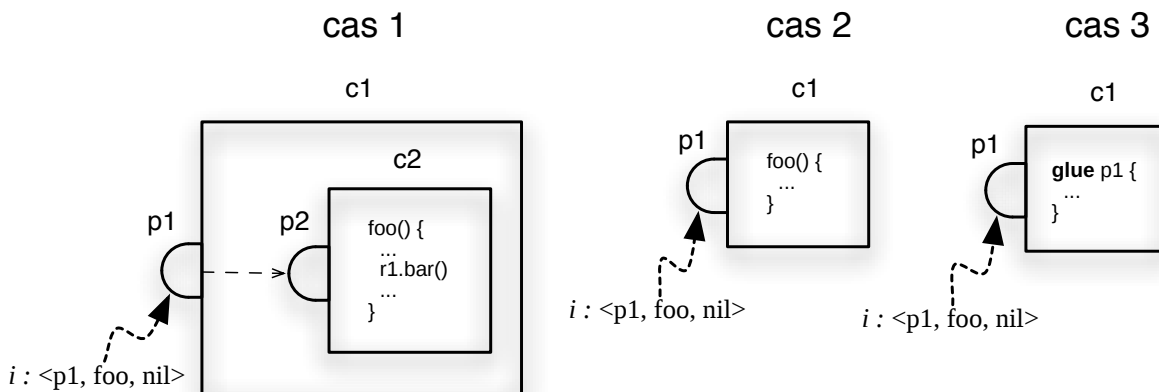 cas 1
c1
c2
p1
p2
foo() {
...
r1.bar()
...
}
i : <p1, foo, nil>
cas 2
c1
p1
foo() {
...
}
i : <p1, foo, nil>
cas 3
c1
p1
glue p1 {
...
}
i : <p1, foo, nil>